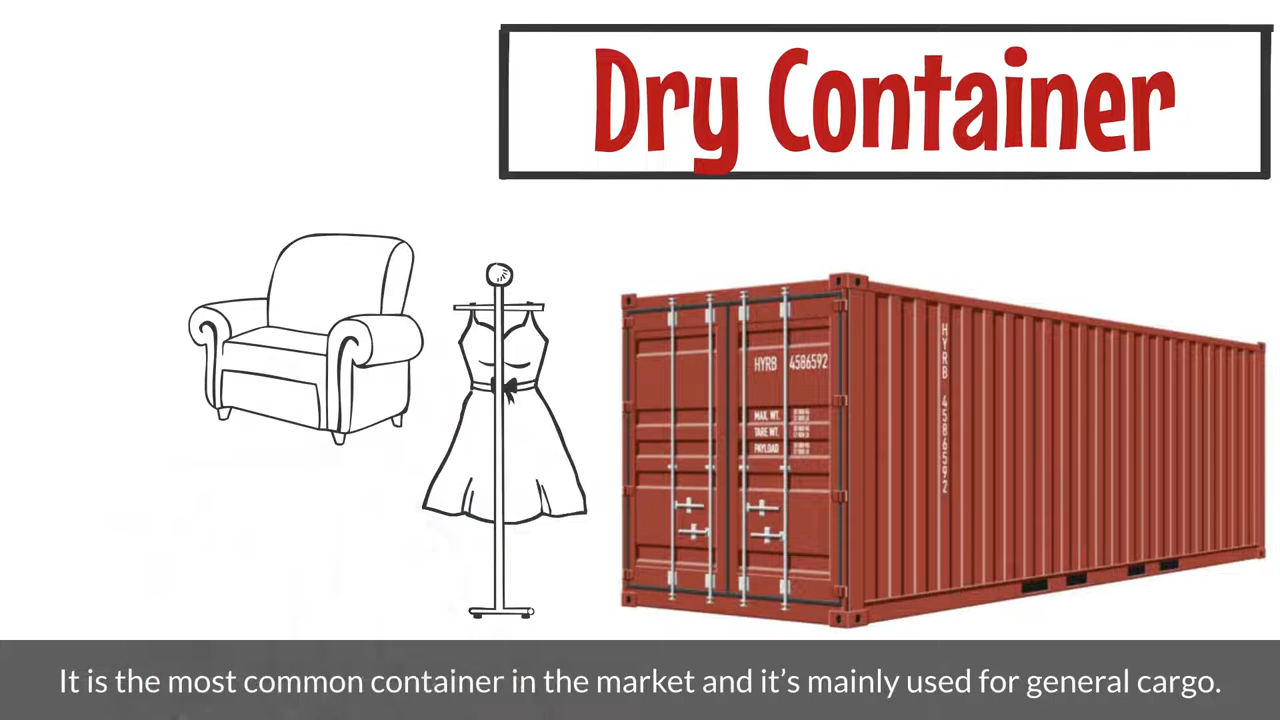 Dry Container
HYRB 4586592
MAX. WT.
TARE WT.
PAYLOAD
HYRB 4586592
It is the most common container in the market and it's mainly used for general cargo.